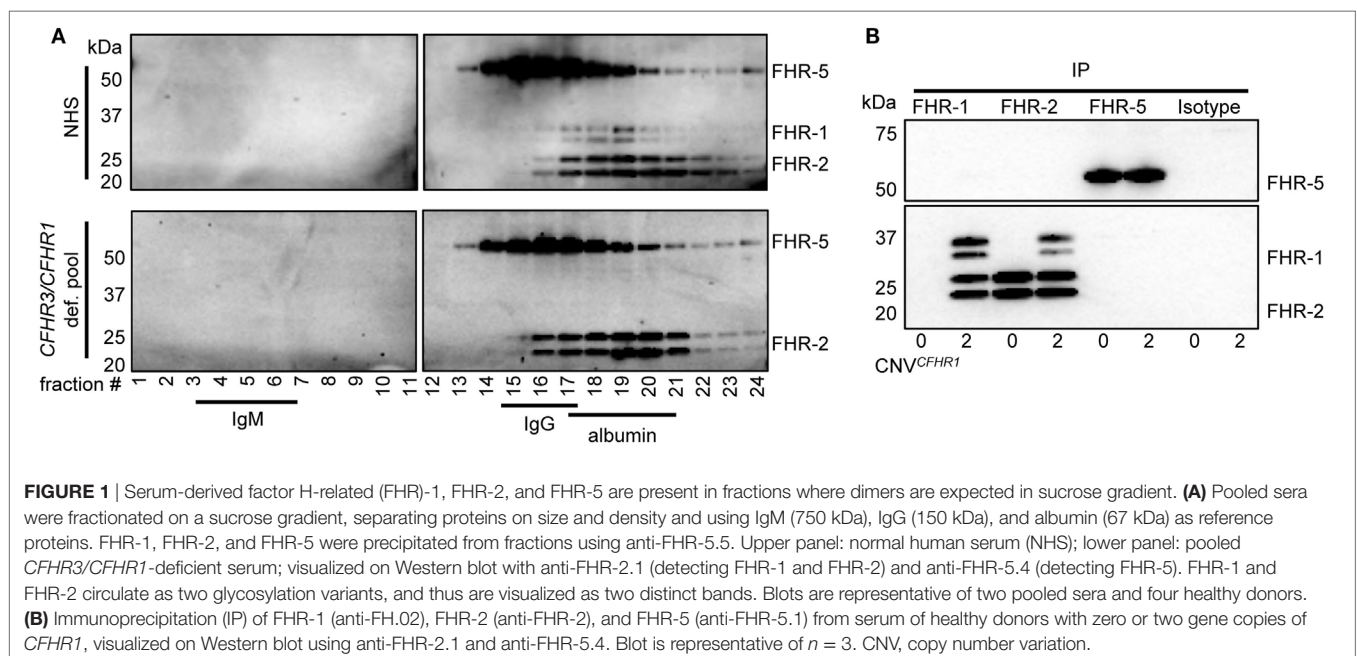 A
kDa
NHS
50
37
25
20
FHR-5
FHR-1
FHR-2
CFHR3/CFHR1
def. pool
50
37
25
20
FHR-5
FHR-2
fraction #
1 2 3 4 5 6 7 8 9 10 11 12 13 14 15 16 17 18 19 20 21 22 23 24
IgM
IgG
albumin
B
IP
kDa
FHR-1 FHR-2 FHR-5 Isotype
75
50
FHR-5
37
25
20
FHR-1
FHR-2
0 2 0 2 0 2 0 2
CNV^CFHR1
FIGURE 1 | Serum-derived factor H-related (FHR)-1, FHR-2, and FHR-5 are present in fractions where dimers are expected in sucrose gradient. (A) Pooled sera
were fractionated on a sucrose gradient, separating proteins on size and density and using IgM (750 kDa), IgG (150 kDa), and albumin (67 kDa) as reference
proteins. FHR-1, FHR-2, and FHR-5 were precipitated from fractions using anti-FHR-5.5. Upper panel: normal human serum (NHS); lower panel: pooled
CFHR3/CFHR1-deficient serum; visualized on Western blot with anti-FHR-2.1 (detecting FHR-1 and FHR-2) and anti-FHR-5.4 (detecting FHR-5). FHR-1 and
FHR-2 circulate as two glycosylation variants, and thus are visualized as two distinct bands. Blots are representative of two pooled sera and four healthy donors.
(B) Immunoprecipitation (IP) of FHR-1 (anti-FH.02), FHR-2 (anti-FHR-2), and FHR-5 (anti-FHR-5.1) from serum of healthy donors with zero or two gene copies of
CFHR1, visualized on Western blot using anti-FHR-2.1 and anti-FHR-5.4. Blot is representative of n = 3. CNV, copy number variation.